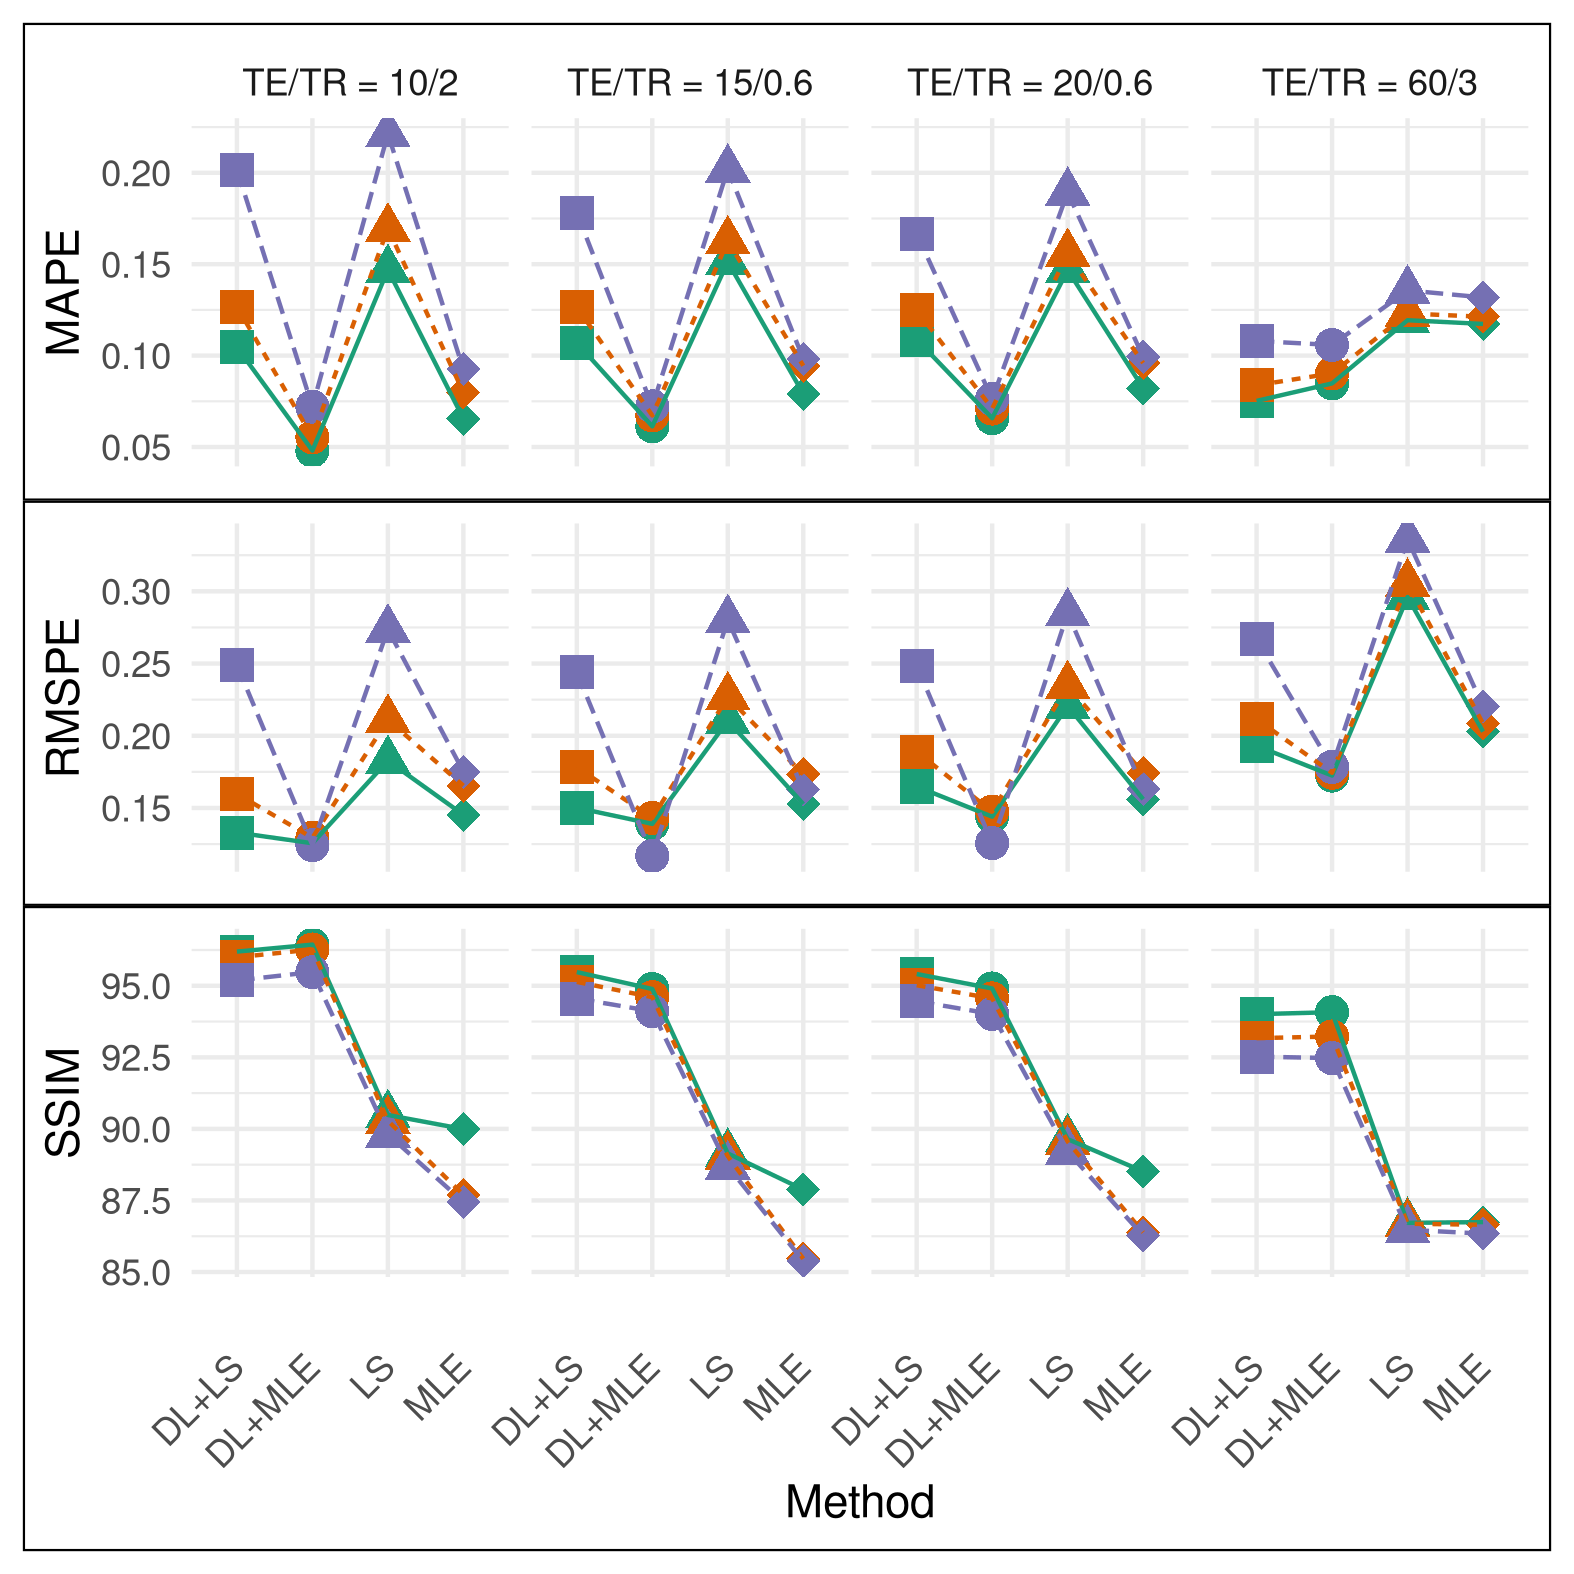 TE/TR = 10/2
TE/TR = 15/0.6
TE/TR = 20/0.6
TE/TR = 60/3
MAPE
0.20
0.15
0.10
0.05
RMSPE
0.30
0.25
0.20
0.15
SSIM
95.0
92.5
90.0
87.5
85.0
DL+LS
DL+MLE
LS
MLE
DL+LS
DL+MLE
LS
MLE
DL+LS
DL+MLE
LS
MLE
DL+LS
DL+MLE
LS
MLE
Method